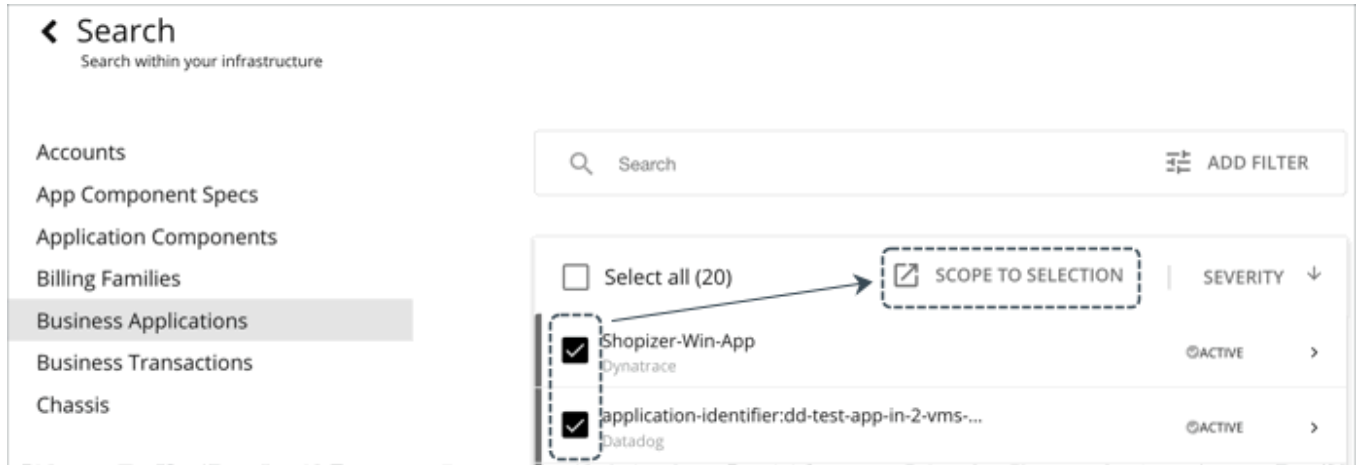 Search
Search within your infrastructure
Accounts
App Component Specs
Application Components
Billing Families
Business Applications
Business Transactions
Chassis
Search
ADD FILTER
Select all (20)
SCOPE TO SELECTION
SEVERITY
Shopizer-Win-App
Dynatrace
ACTIVE
application-identifier:dd-test-app-in-2-vms-...
Datadog
ACTIVE